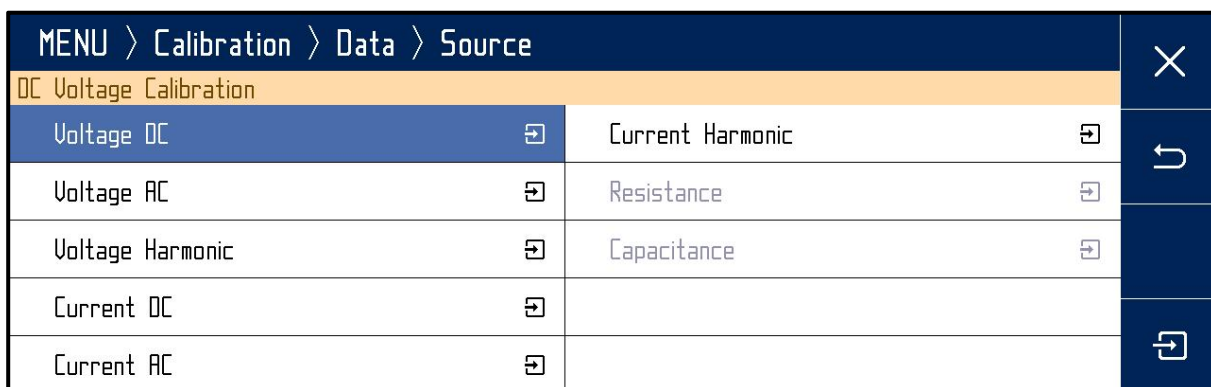 MENU 〉 Calibration 〉 Data 〉 Source
DC Voltage Calibration
Voltage DC
Voltage AC
Voltage Harmonic
Current DC
Current AC
Current Harmonic
Resistance
Capacitance